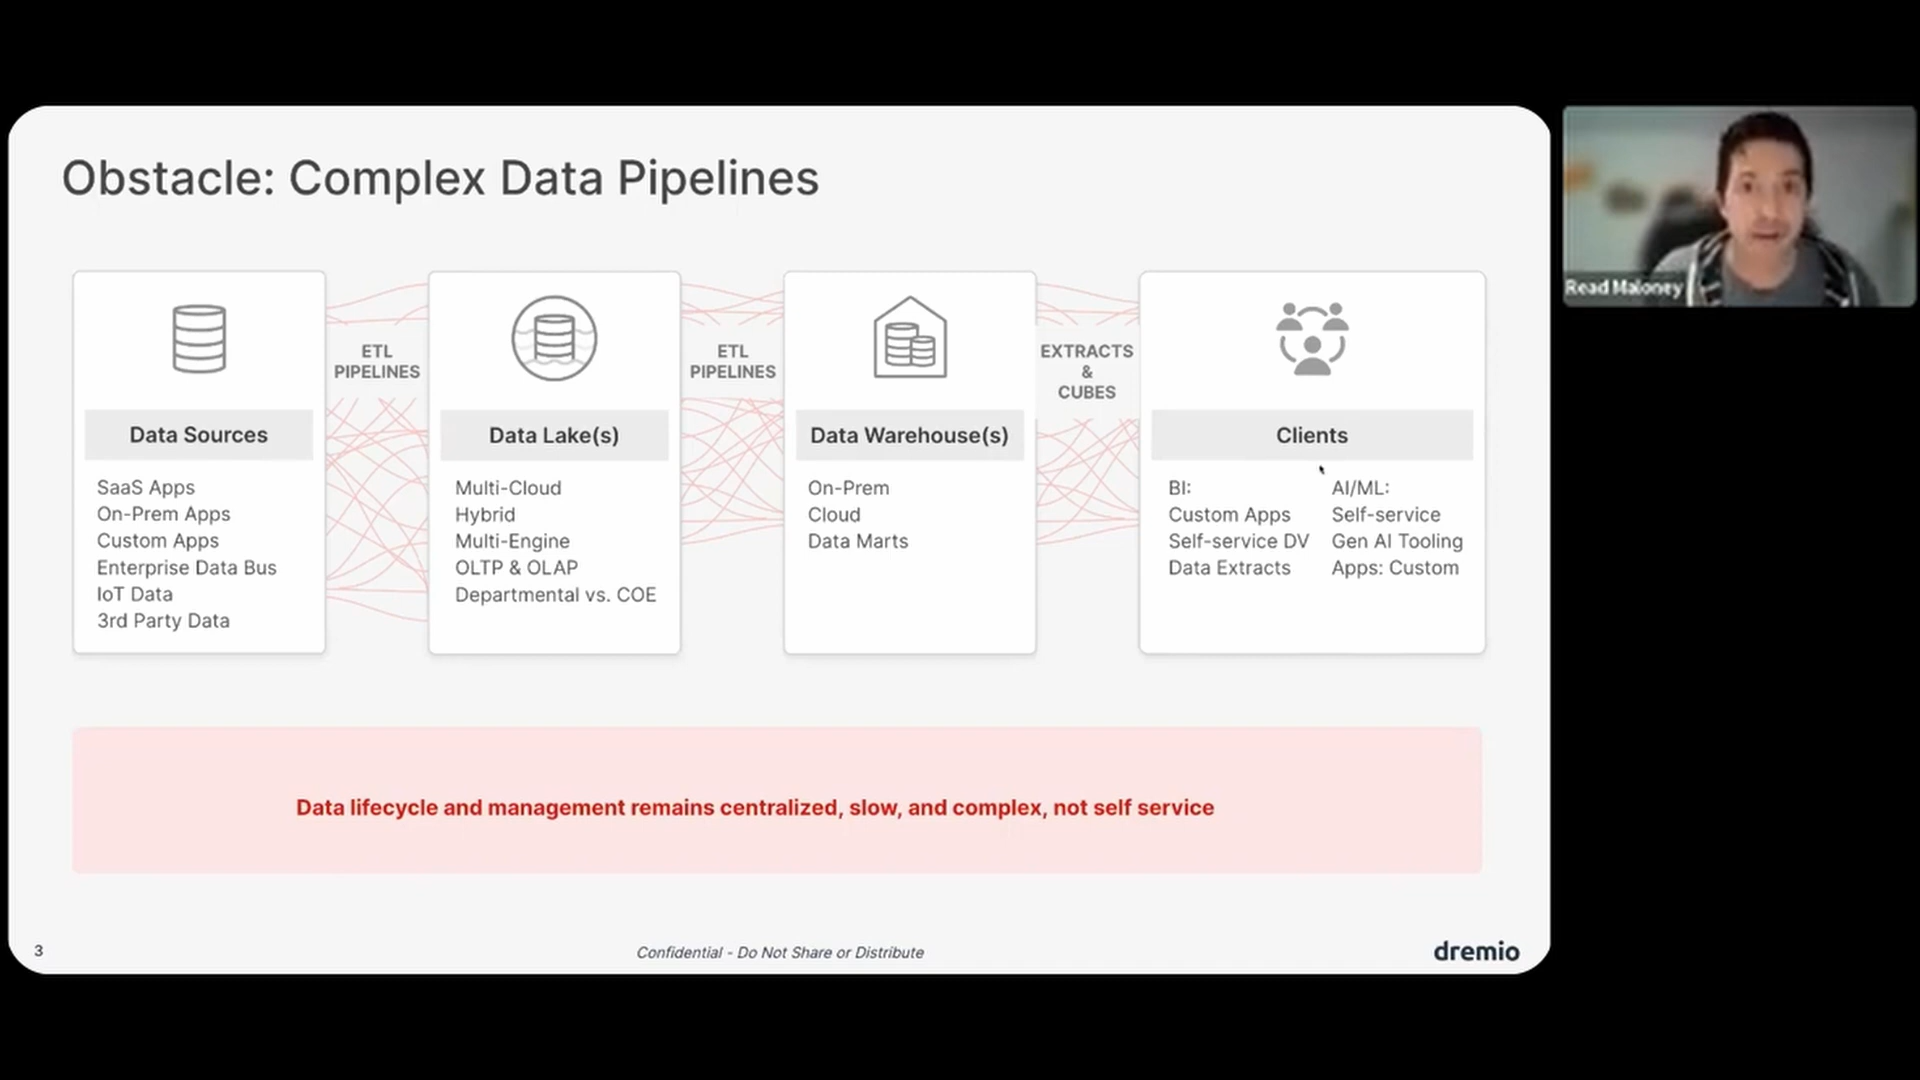 Obstacle: Complex Data Pipelines
Data Sources
SaaS Apps
On-Prem Apps
Custom Apps
Enterprise Data Bus
IoT Data
3rd Party Data
ETL
PIPELINES
Data Lake(s)
Multi-Cloud
Hybrid
Multi-Engine
OLTP & OLAP
Departmental vs. COE
ETL
PIPELINES
Data Warehouse(s)
On-Prem
Cloud
Data Marts
EXTRACTS
&
CUBES
Clients
BI:
Custom Apps
Self-service DV
Data Extracts
AI/ML:
Self-service
Gen AI Tooling
Apps: Custom
Data lifecycle and management remains centralized, slow, and complex, not self service
3
Confidential - Do Not Share or Distribute
dremio
Read Maloney